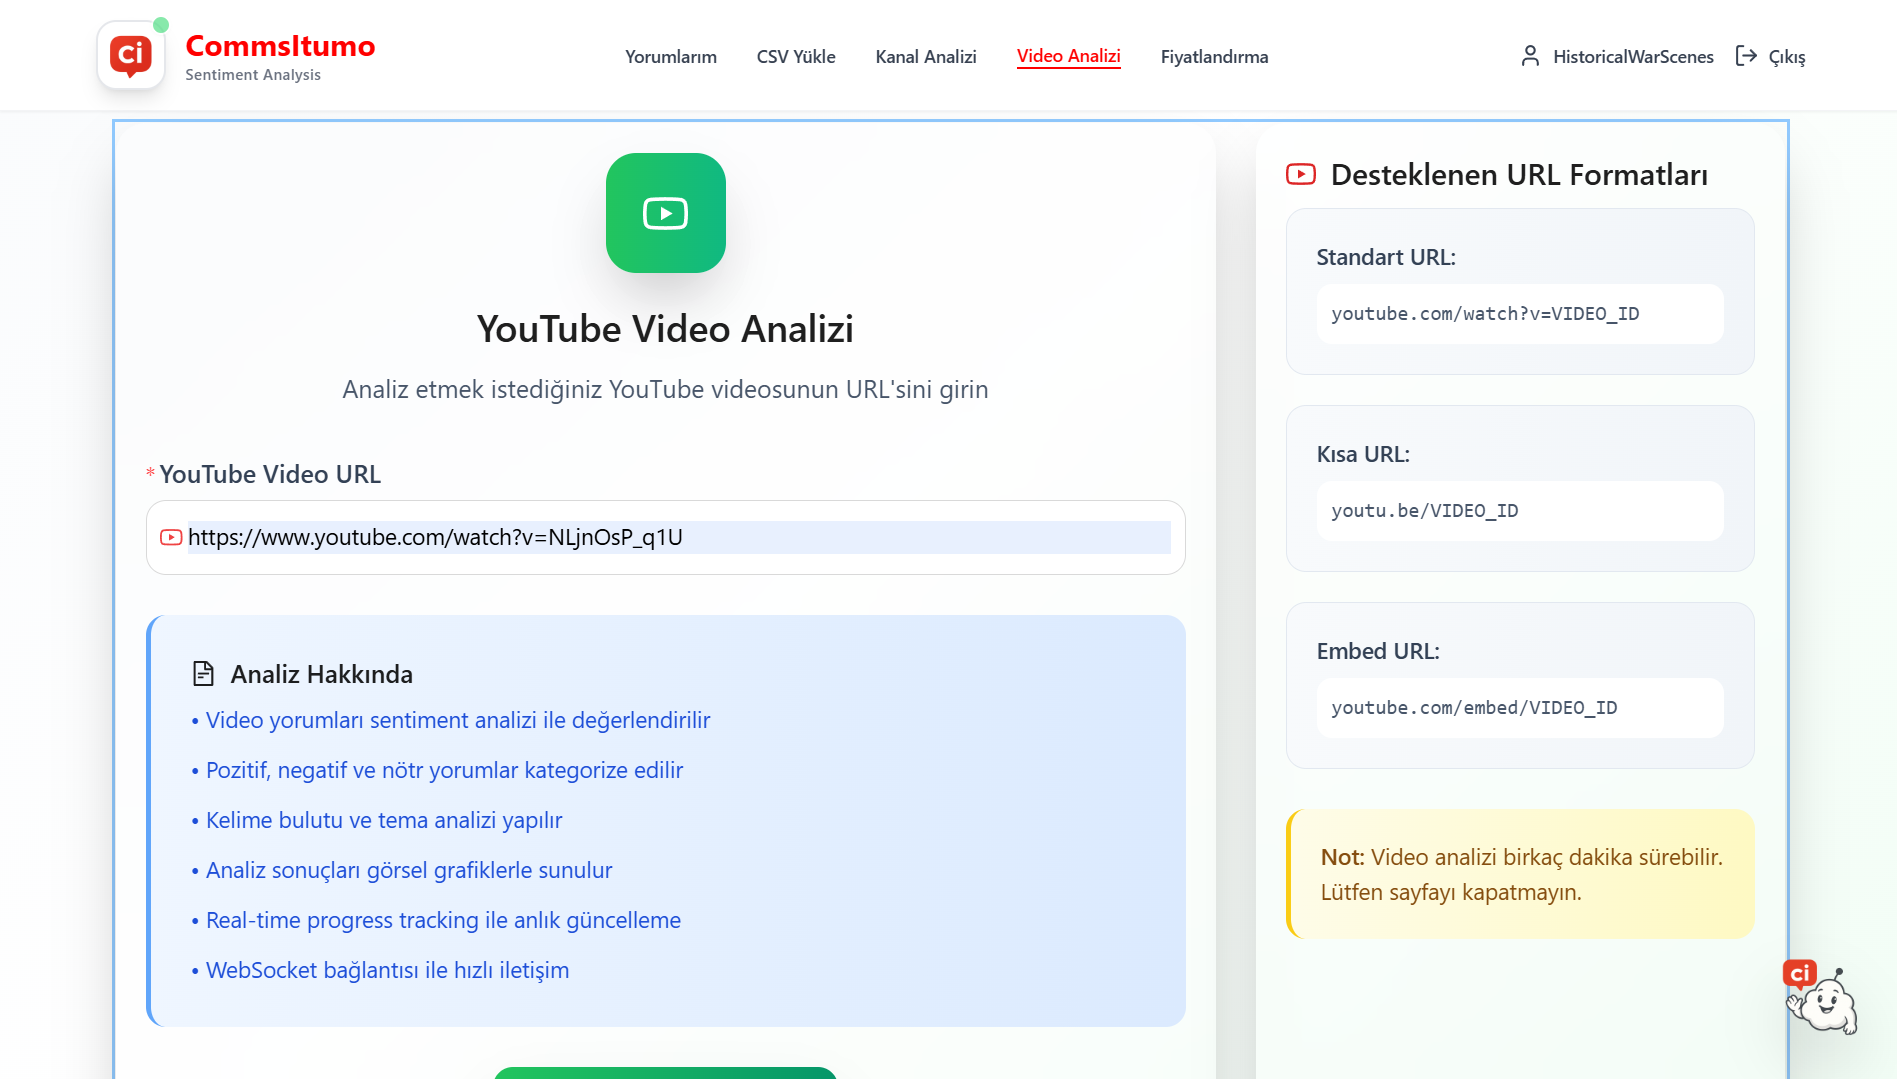 ci
CommsItumo
Sentiment Analysis
Yorumlarım
CSV Yükle
Kanal Analizi
Video Analizi
Fiyatlandırma
HistoricalWarScenes
Çıkış
YouTube Video Analizi
Analiz etmek istediğiniz YouTube videosunun URL'sini girin
* YouTube Video URL
https://www.youtube.com/watch?v=NLjnOsP_q1U
Analiz Hakkında
• Video yorumları sentiment analizi ile değerlendirilir
• Pozitif, negatif ve nötr yorumlar kategorize edilir
• Kelime bulutu ve tema analizi yapılır
• Analiz sonuçları görsel grafiklerle sunulur
• Real-time progress tracking ile anlık güncelleme
• WebSocket bağlantısı ile hızlı iletişim
Desteklenen URL Formatları
Standart URL:
youtube.com/watch?v=VIDEO_ID
Kısa URL:
youtu.be/VIDEO_ID
Embed URL:
youtube.com/embed/VIDEO_ID
Not: Video analizi birkaç dakika sürebilir.
Lütfen sayfayı kapatmayın.
ci